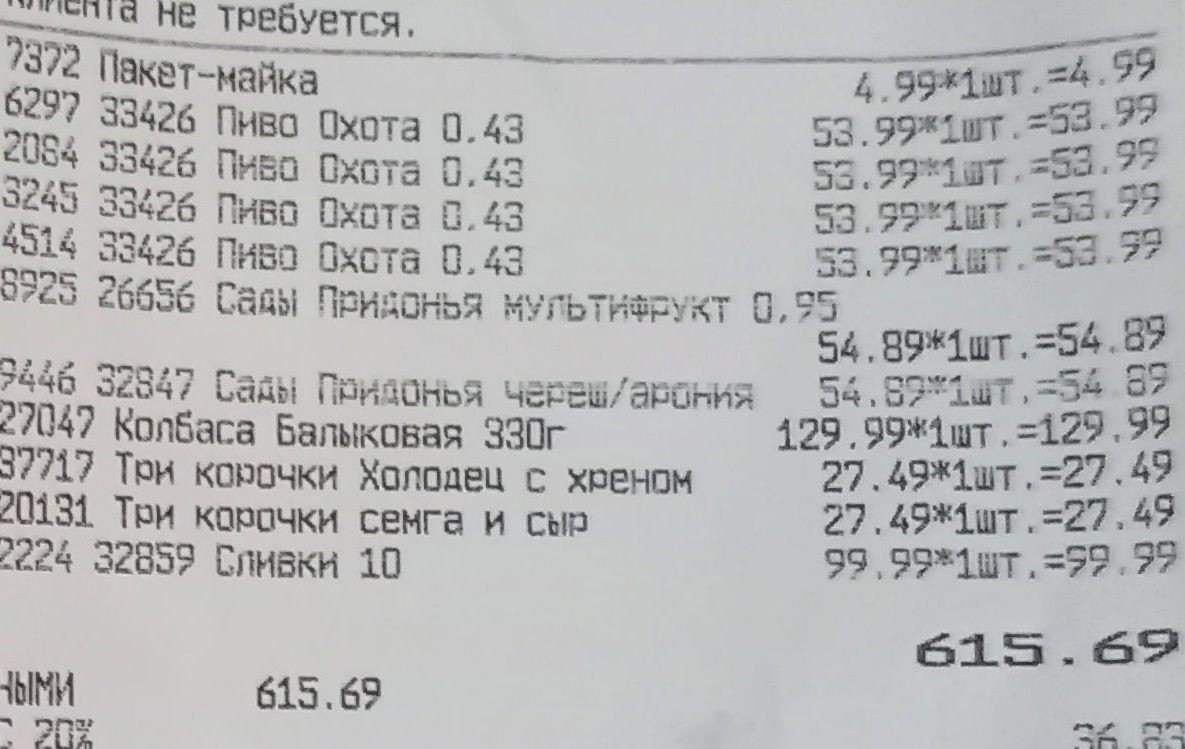 клиента не требуется.
7372 Пакет-майка 4.99*1шт.=4.99
6297 33426 Пиво Охота 0.43 53.99*1шт.=53.99
2084 33426 Пиво Охота 0.43 53.99*1шт.=53.99
3245 33426 Пиво Охота 0.43 53.99*1шт.=53.99
4514 33426 Пиво Охота 0.43 53.99*1шт.=53.99
8925 26656 Сады Придонья мультифрукт 0,95
54.89*1шт.=54.89
9446 32847 Сады Придонья череш/арония 54.89*1шт.=54.89
27047 Колбаса Балыковая 330г 129.99*1шт.=129.99
37717 Три корочки Холодец с хреном 27.49*1шт.=27.49
20131 Три корочки семга и сыр 27.49*1шт.=27.49
2224 32859 Сливки 10 99.99*1шт.=99.99
615.69
НЫМИ 615.69
С 20% 36.83